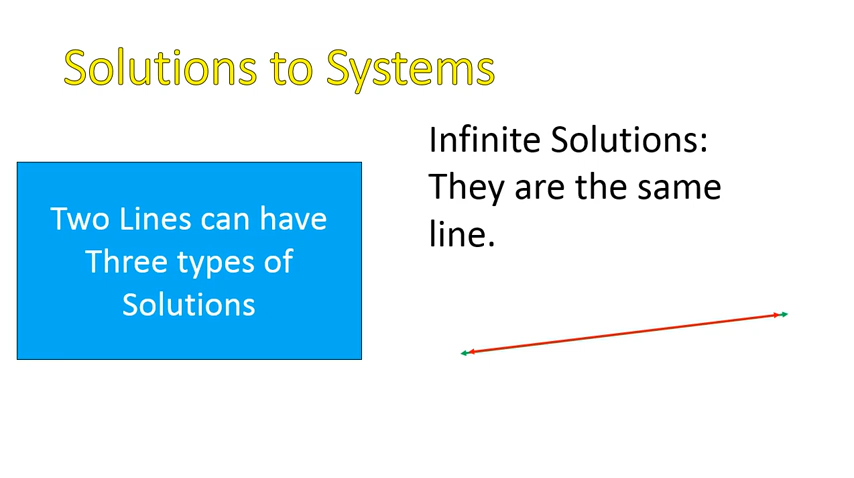 Solutions to Systems
Two Lines can have
Three types of
Solutions
Infinite Solutions:
They are the same
line.